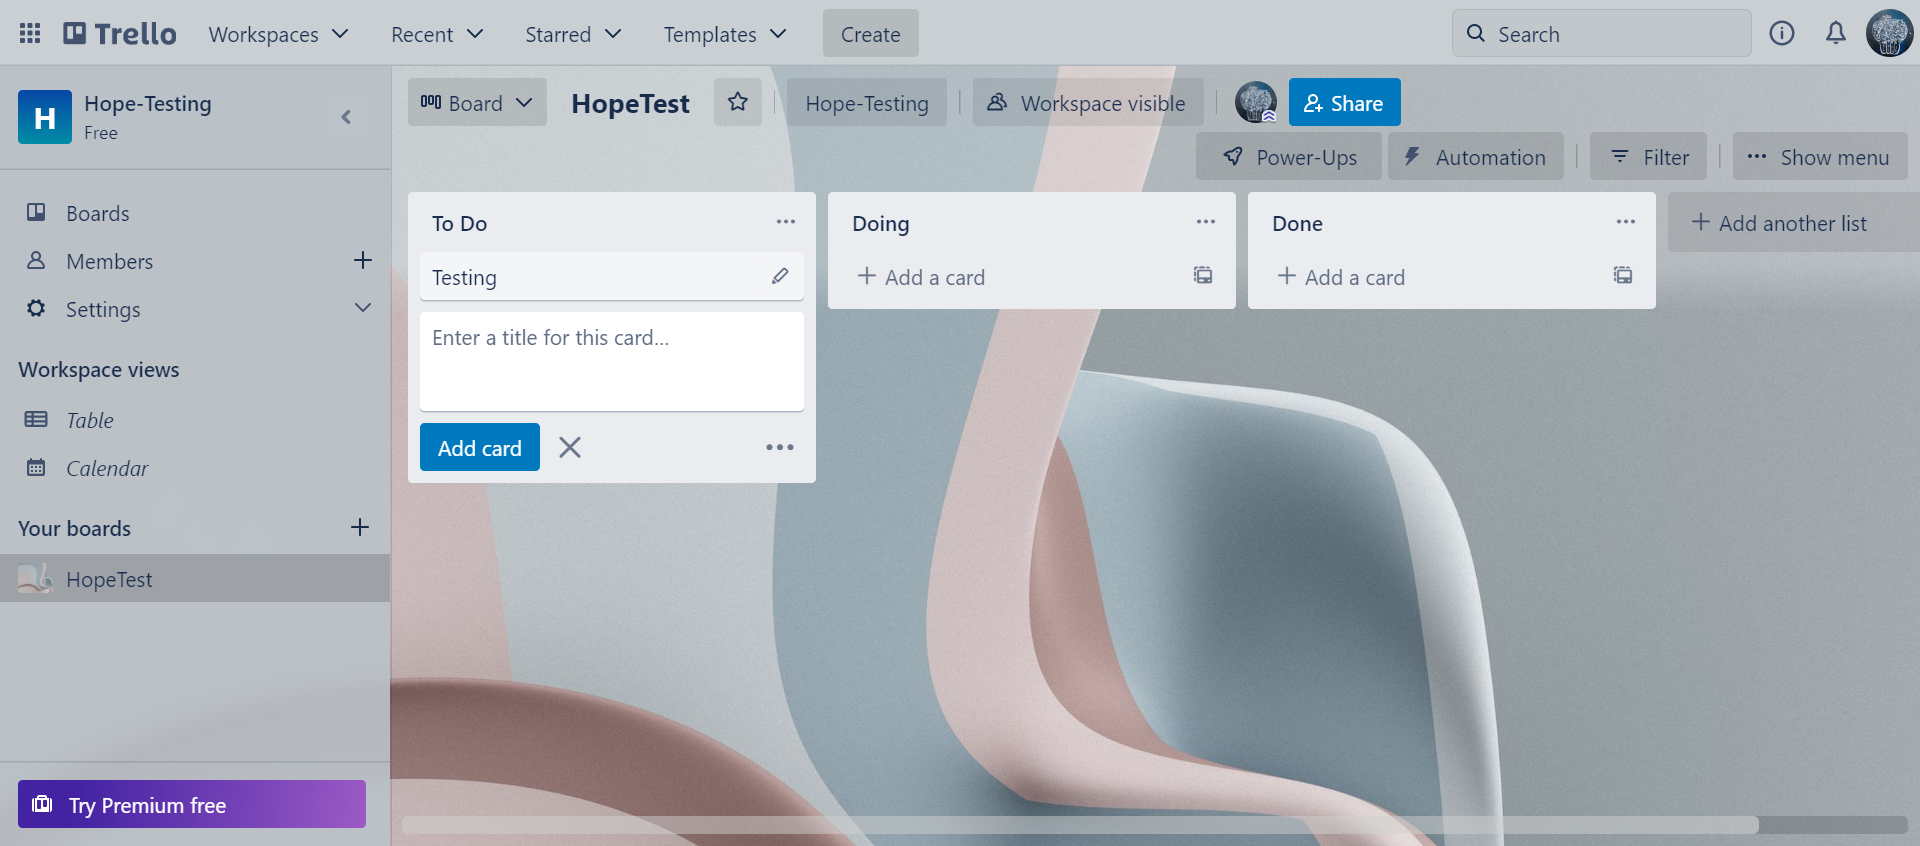 Trello
Workspaces
Recent
Starred
Templates
Create
Search
H
Hope-Testing
Free
Board
HopeTest
Hope-Testing
Workspace visible
Share
Power-Ups
Automation
Filter
Show menu
Boards
Members
Settings
Workspace views
Table
Calendar
Your boards
HopeTest
Try Premium free
To Do
Testing
Enter a title for this card…
Add card
Doing
Add a card
Done
Add a card
Add another list